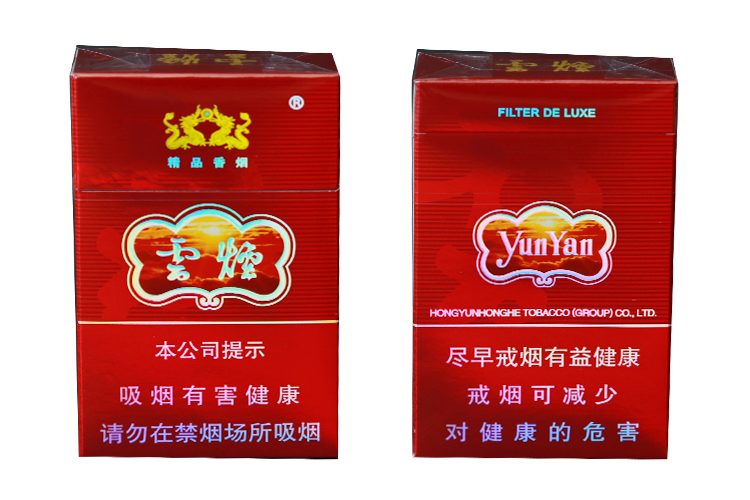 ®
精品香烟
雲煙
本公司提示
吸烟有害健康
请勿在禁烟场所吸烟
FILTER DE LUXE
YunYan
HONGYUNHONGHE TOBACCO (GROUP) CO., LTD.
尽早戒烟有益健康
戒烟可减少
对健康的危害